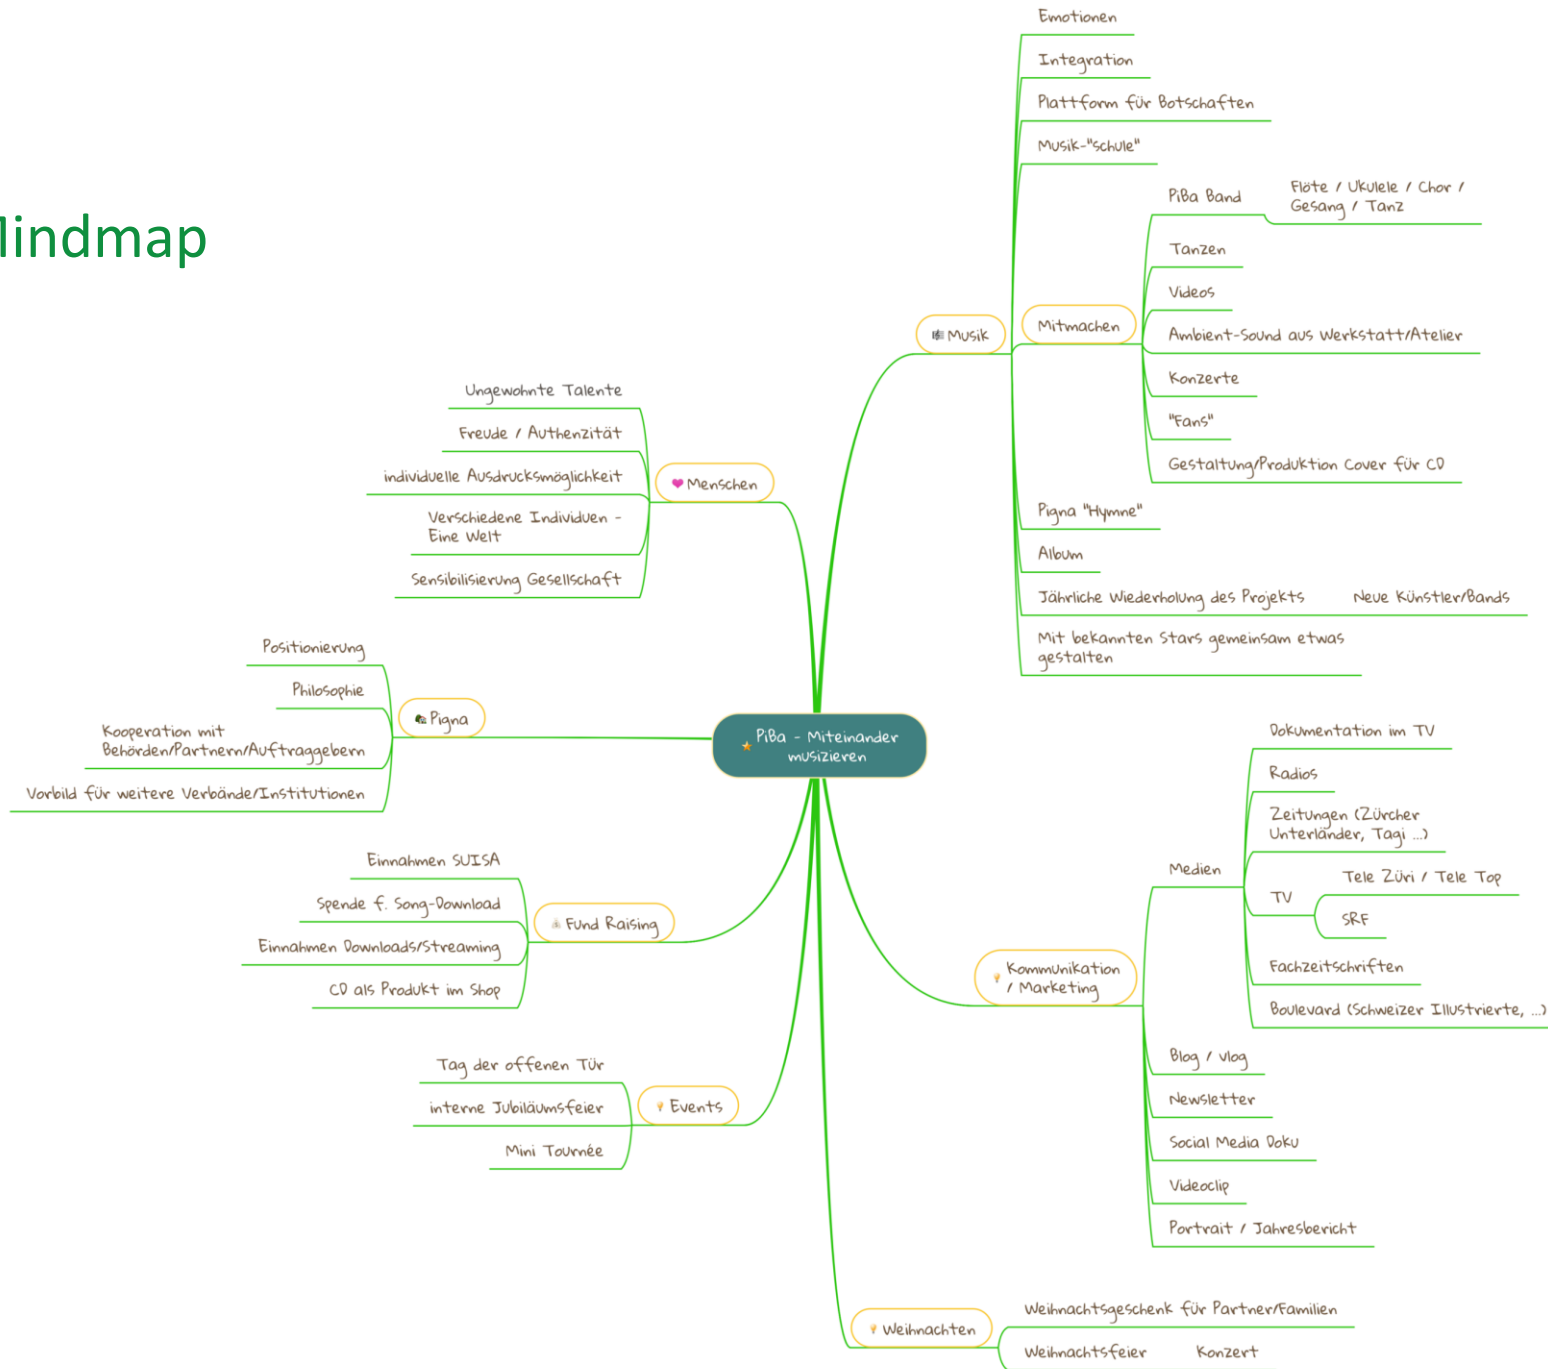 lindmap
PiBa - Miteinander
musizieren
Musik
Emotionen
Integration
Plattform für Botschaften
Musik-"Schule"
Mitmachen
PiBa Band
Flöte / Ukulele / Chor /
Gesang / Tanz
Tanzen
Videos
Ambient-Sound aus Werkstatt/Atelier
Konzerte
"Fans"
Gestaltung/Produktion Cover für CD
Pigna "Hymne"
Album
Jährliche Wiederholung des Projekts
Neue Künstler/Bands
Mit bekannten Stars gemeinsam etwas
gestalten
Kommunikation
/ Marketing
Medien
Dokumentation im TV
Radios
Zeitungen (Zürcher
Unterländer, Tagi ...)
TV
Tele Züri / Tele Top
SRF
Fachzeitschriften
Boulevard (Schweizer Illustrierte, ...)
Blog / vlog
Newsletter
Social Media Doku
Videoclip
Portrait / Jahresbericht
Weihnachten
Weihnachtsgeschenk für Partner/Familien
Weihnachtsfeier
Konzert
Menschen
Ungewohnte Talente
Freude / Authenzität
individuelle Ausdrucksmöglichkeit
Verschiedene Individuen -
Eine Welt
Sensibilisierung Gesellschaft
Pigna
Positionierung
Philosophie
Kooperation mit
Behörden/Partnern/Auftraggebern
Vorbild für weitere Verbände/Institutionen
Fund Raising
Einnahmen SUISA
Spende f. Song-Download
Einnahmen Downloads/Streaming
CD als Produkt im Shop
Events
Tag der offenen Tür
interne Jubiläumsfeier
Mini Tournée